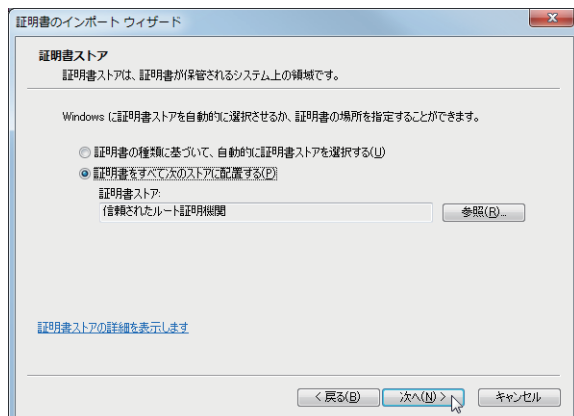 証明書のインポート ウィザード
証明書ストア
証明書ストアは、証明書が保管されるシステム上の領域です。
Windows に証明書ストアを自動的に選択させるか、証明書の場所を指定することができます。
証明書の種類に基づいて、自動的に証明書ストアを選択する(U)
証明書をすべて次のストアに配置する(P)
証明書ストア:
信頼されたルート証明機関
参照(R)...
証明書ストアの詳細を表示します
< 戻る(B)
次へ(N) >
キャンセル